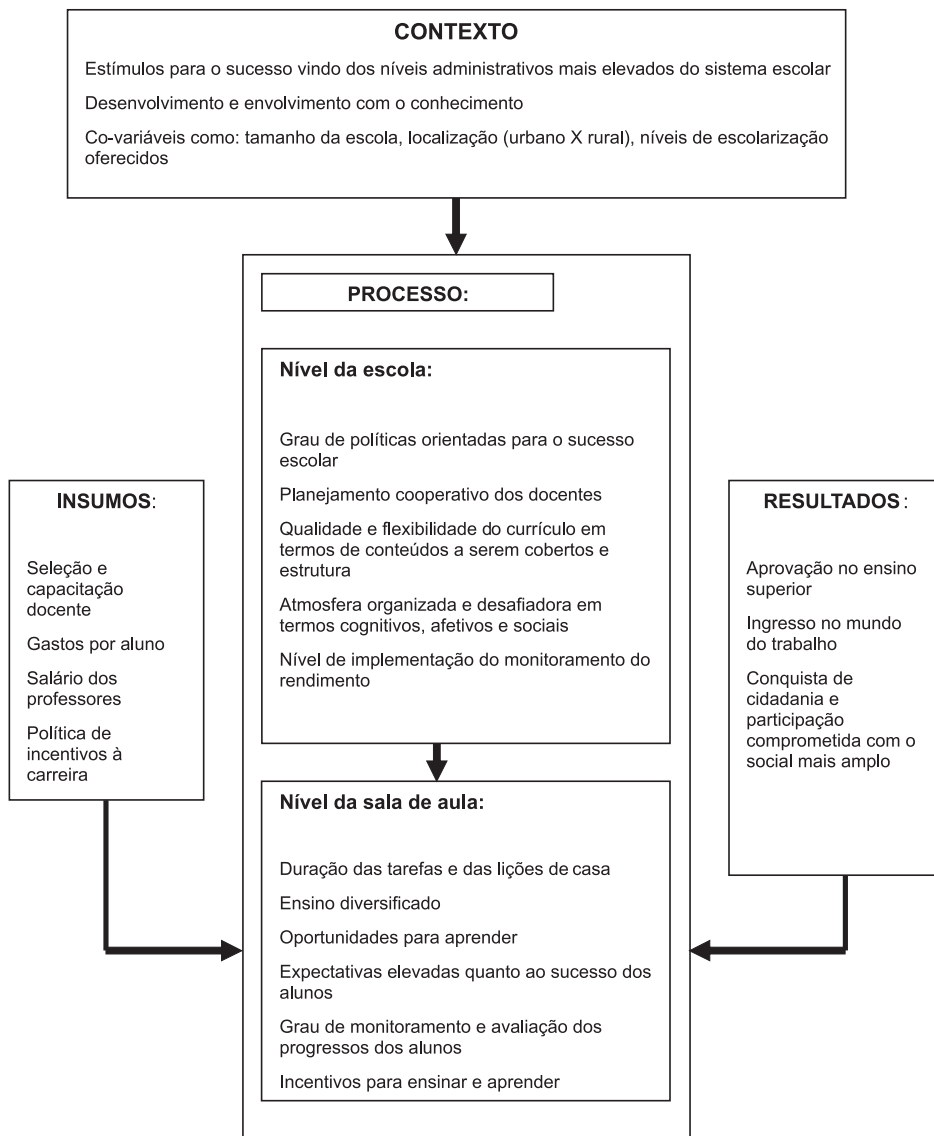 CONTEXTO
Estímulos para o sucesso vindo dos níveis administrativos mais elevados do sistema escolar
Desenvolvimento e envolvimento com o conhecimento
Co-variáveis como: tamanho da escola, localização (urbano X rural), níveis de escolarização
oferecidos
PROCESSO:
Nível da escola:
Grau de políticas orientadas para o sucesso
escolar
Planejamento cooperativo dos docentes
Qualidade e flexibilidade do currículo em
termos de conteúdos a serem cobertos e
estrutura
Atmosfera organizada e desafiadora em
termos cognitivos, afetivos e sociais
Nível de implementação do monitoramento do
rendimento
INSUMOS:
Seleção e
capacitação
docente
Gastos por aluno
Salário dos
professores
Política de
incentivos à
carreira
RESULTADOS:
Aprovação no ensino
superior
Ingresso no mundo
do trabalho
Conquista de
cidadania e
participação
comprometida com o
social mais amplo
Nível da sala de aula:
Duração das tarefas e das lições de casa
Ensino diversificado
Oportunidades para aprender
Expectativas elevadas quanto ao sucesso dos
alunos
Grau de monitoramento e avaliação dos
progressos dos alunos
Incentivos para ensinar e aprender